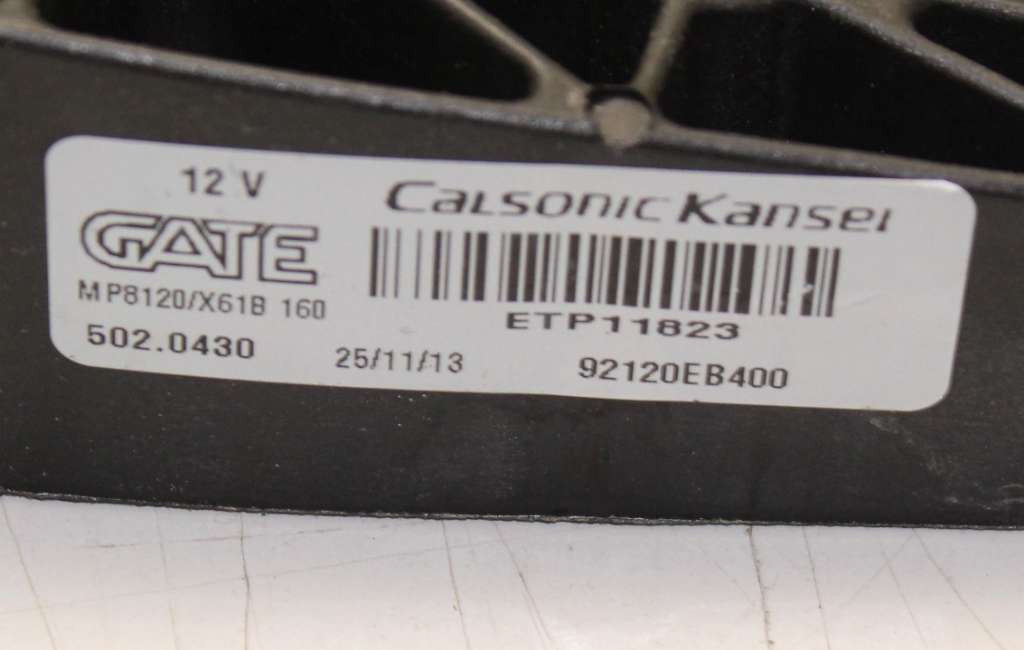 12 V
GATE
MP8120/X61B 160
502.0430
25/11/13
CALSONIC KANSEI
ETP11823
92120EB400